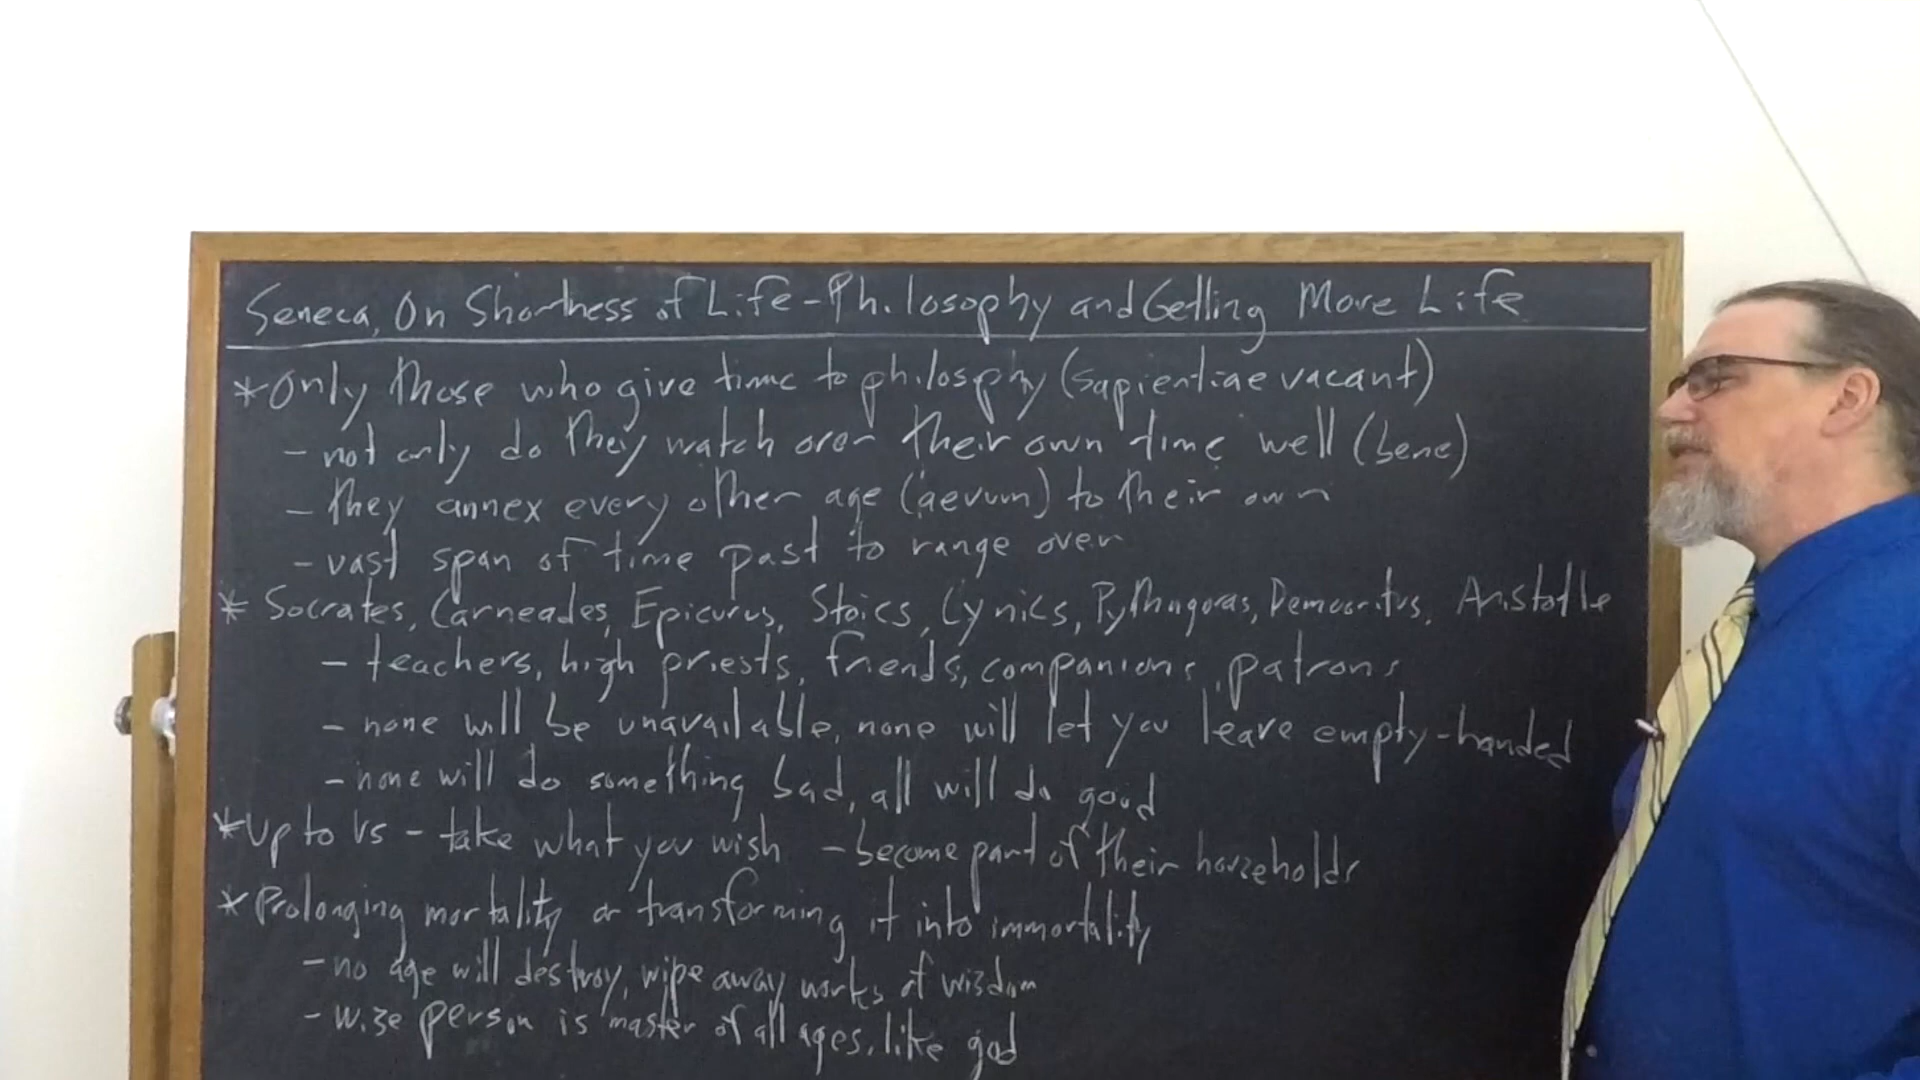 Seneca, On Shortness of Life - Philosophy and Getting More Life
* Only those who give time to philosophy (sapientiae vacant)
- not only do they watch over their own time well (bene)
- they annex every other age (aevum) to their own
- vast span of time past to range over
* Socrates, Carneades, Epicurus, Stoics, Cynics, Pythagoras, Democritus, Aristotle
- teachers, high priests, friends, companions, patrons
- none will be unavailable, none will let you leave empty-handed
- none will do something bad, all will do good
* Up to Us - take what you wish - become part of their households
* Prolonging mortality or transforming it into immortality
- no age will destroy, wipe away works of wisdom
- wise person is master of all ages, like god